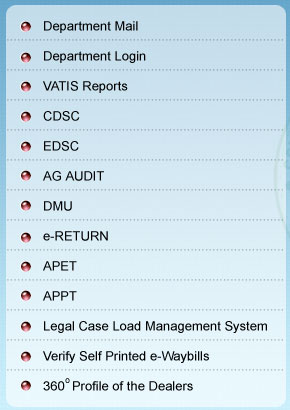 Department Mail
Department Login
VATIS Reports
CDSC
EDSC
AG AUDIT
DMU
e-RETURN
APET
APPT
Legal Case Load Management System
Verify Self Printed e-Waybills
360° Profile of the Dealers